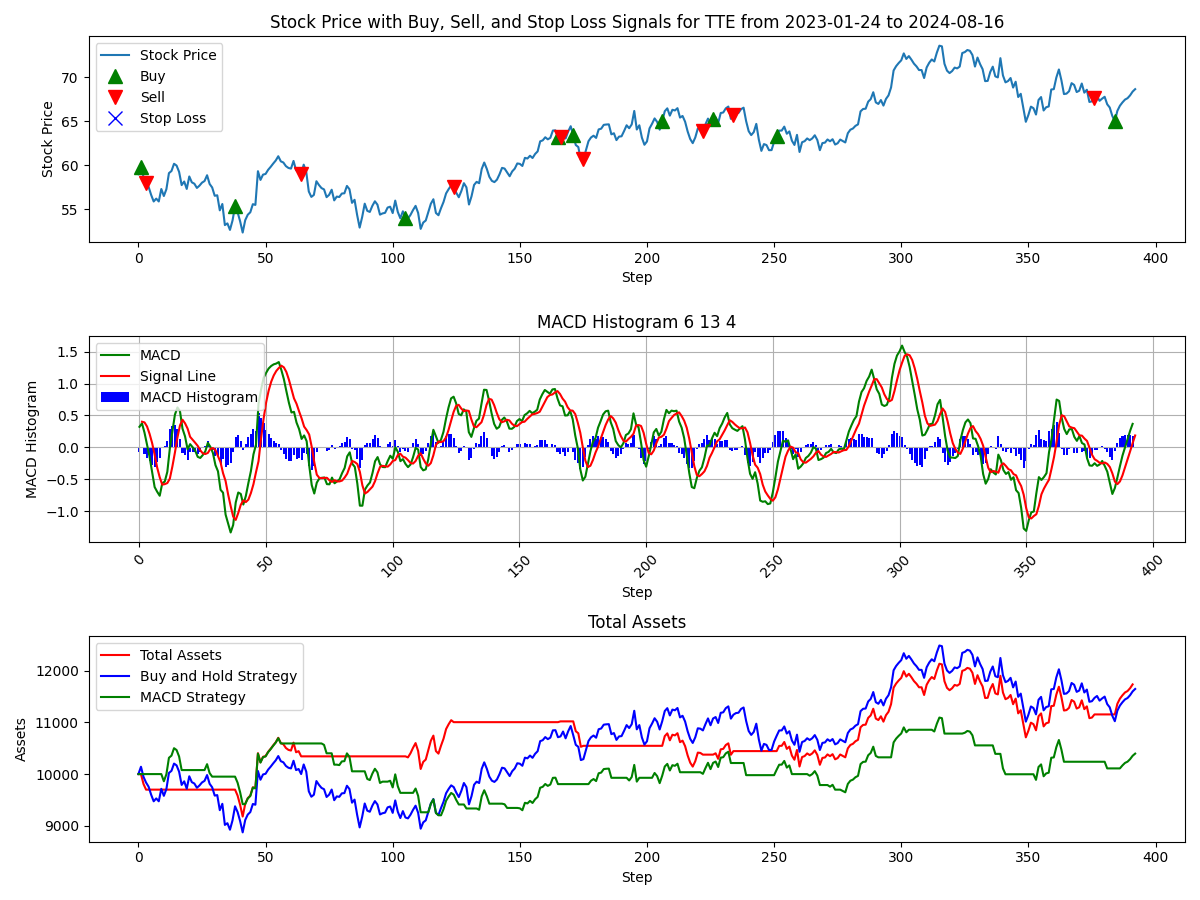 Stock Price with Buy, Sell, and Stop Loss Signals for TTE from 2023-01-24 to 2024-08-16
Stock Price
Buy
Sell
Stop Loss
Stock Price
70
65
60
55
0 50 100 150 200 250 300 350 400
Step
MACD Histogram 6 13 4
MACD
Signal Line
MACD Histogram
MACD Histogram
1.5
1.0
0.5
0.0
−0.5
−1.0
0 50 100 150 200 250 300 350 400
Step
Total Assets
Total Assets
Buy and Hold Strategy
MACD Strategy
Assets
12000
11000
10000
9000
0 50 100 150 200 250 300 350 400
Step